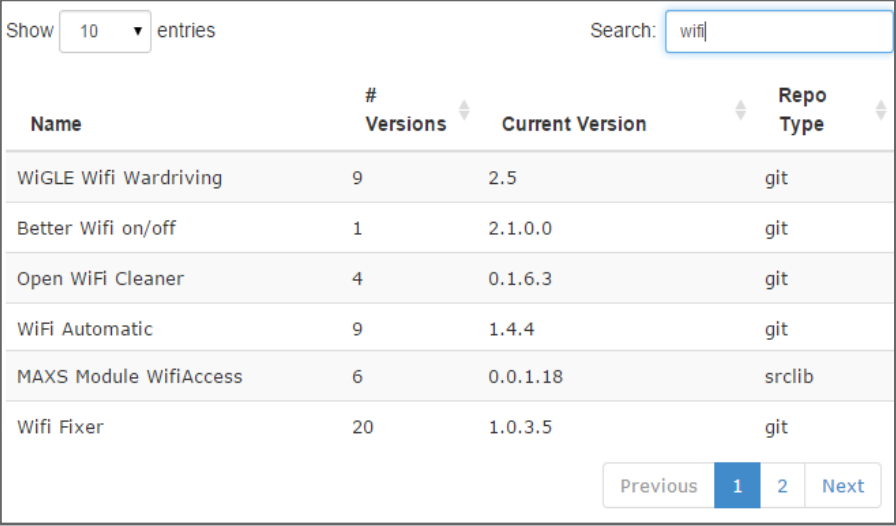 Show 10 entries Search: wifi
Name # Versions Current Version Repo Type
WiGLE Wifi Wardriving 9 2.5 git
Better Wifi on/off 1 2.1.0.0 git
Open WiFi Cleaner 4 0.1.6.3 git
WiFi Automatic 9 1.4.4 git
MAXS Module WifiAccess 6 0.0.1.18 srclib
Wifi Fixer 20 1.0.3.5 git
Previous 1 2 Next